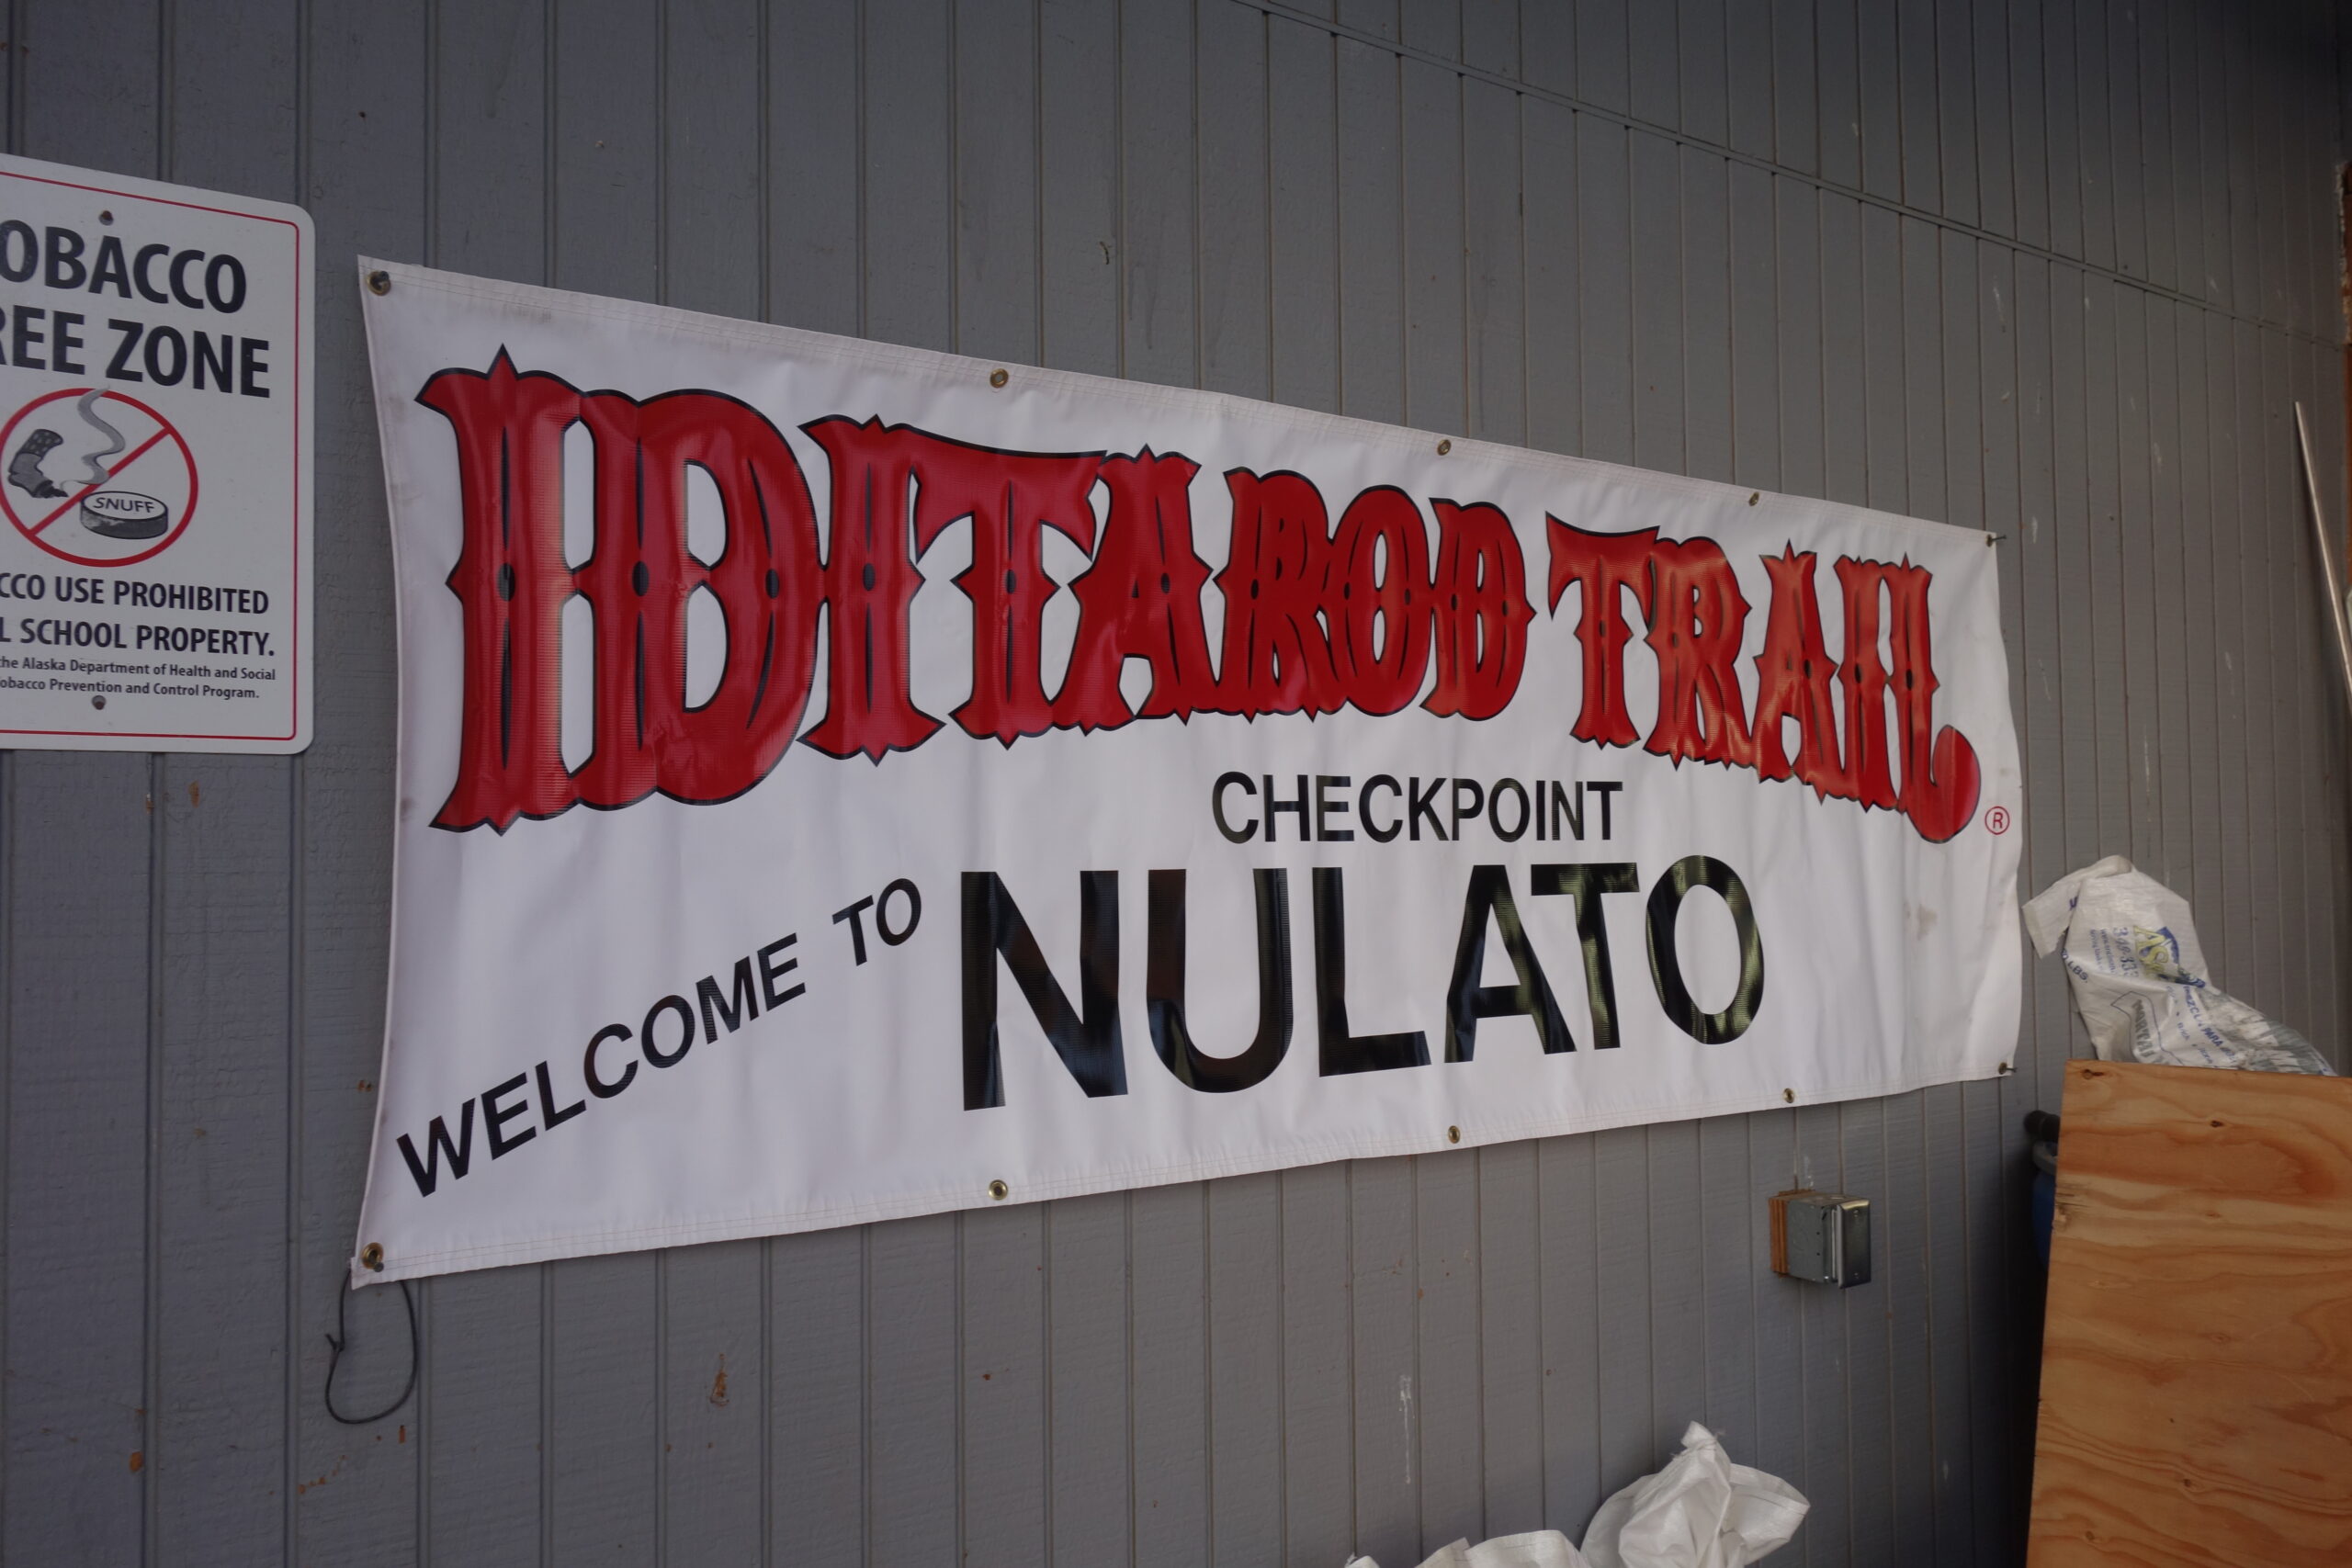 OBACCO
REE ZONE
SNUFF
CCO USE PROHIBITED
L SCHOOL PROPERTY.
the Alaska Department of Health and Social
obacco Prevention and Control Program.
IDITAROD TRAIL
®
CHECKPOINT
WELCOME TO NULATO